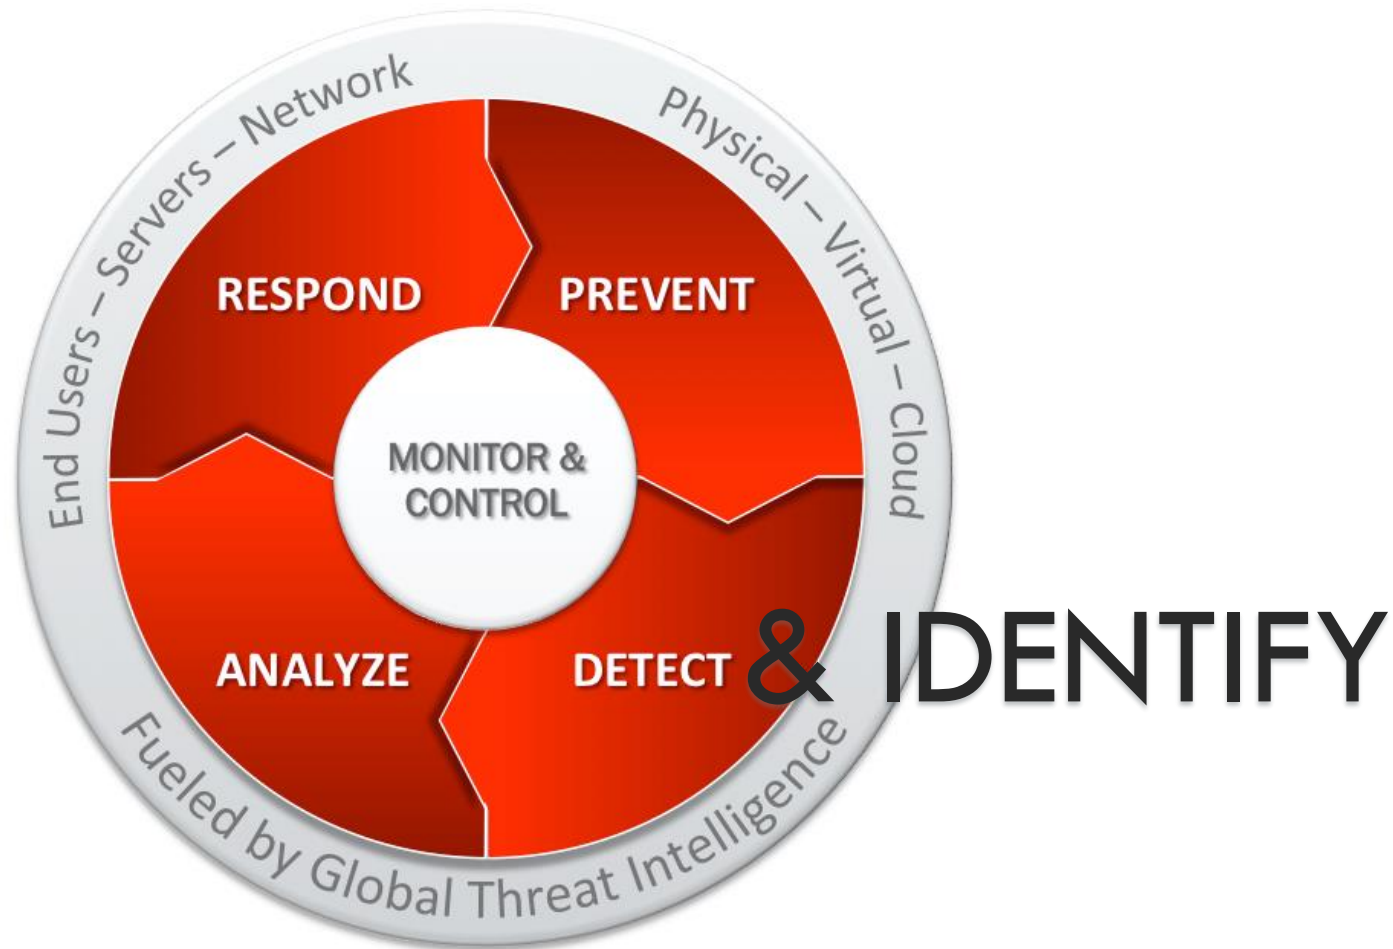 End Users – Servers – Network
Physical – Virtual – Cloud
RESPOND
PREVENT
MONITOR &
CONTROL
ANALYZE
DETECT & IDENTIFY
Fueled by Global Threat Intelligence